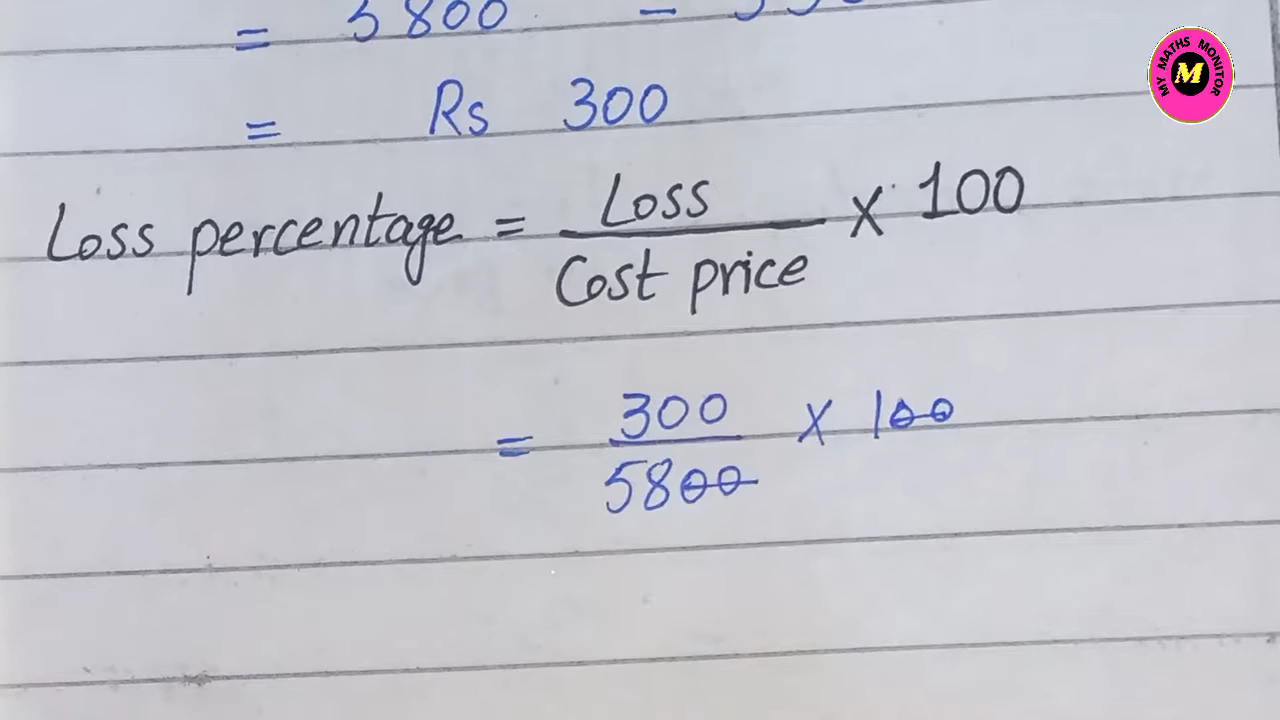 = 5800 -
= Rs 300
Loss percentage = Loss / Cost price × 100
= 300 / 5800 × 100
MY MATHS MONITOR
M